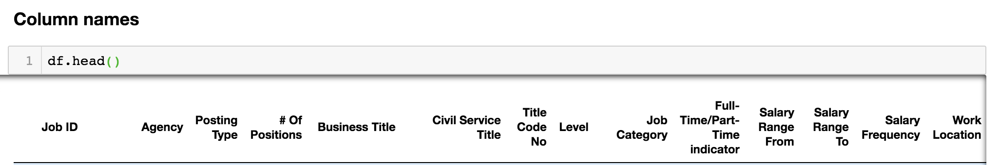 Column names
1 df.head()
Job ID
Agency
Posting
Type
# Of
Positions
Business Title
Civil Service
Title
Title
Code
No
Level
Job
Category
Full-
Time/Part-
Time
indicator
Salary
Range
From
Salary
Range
To
Salary
Frequency
Work
Location